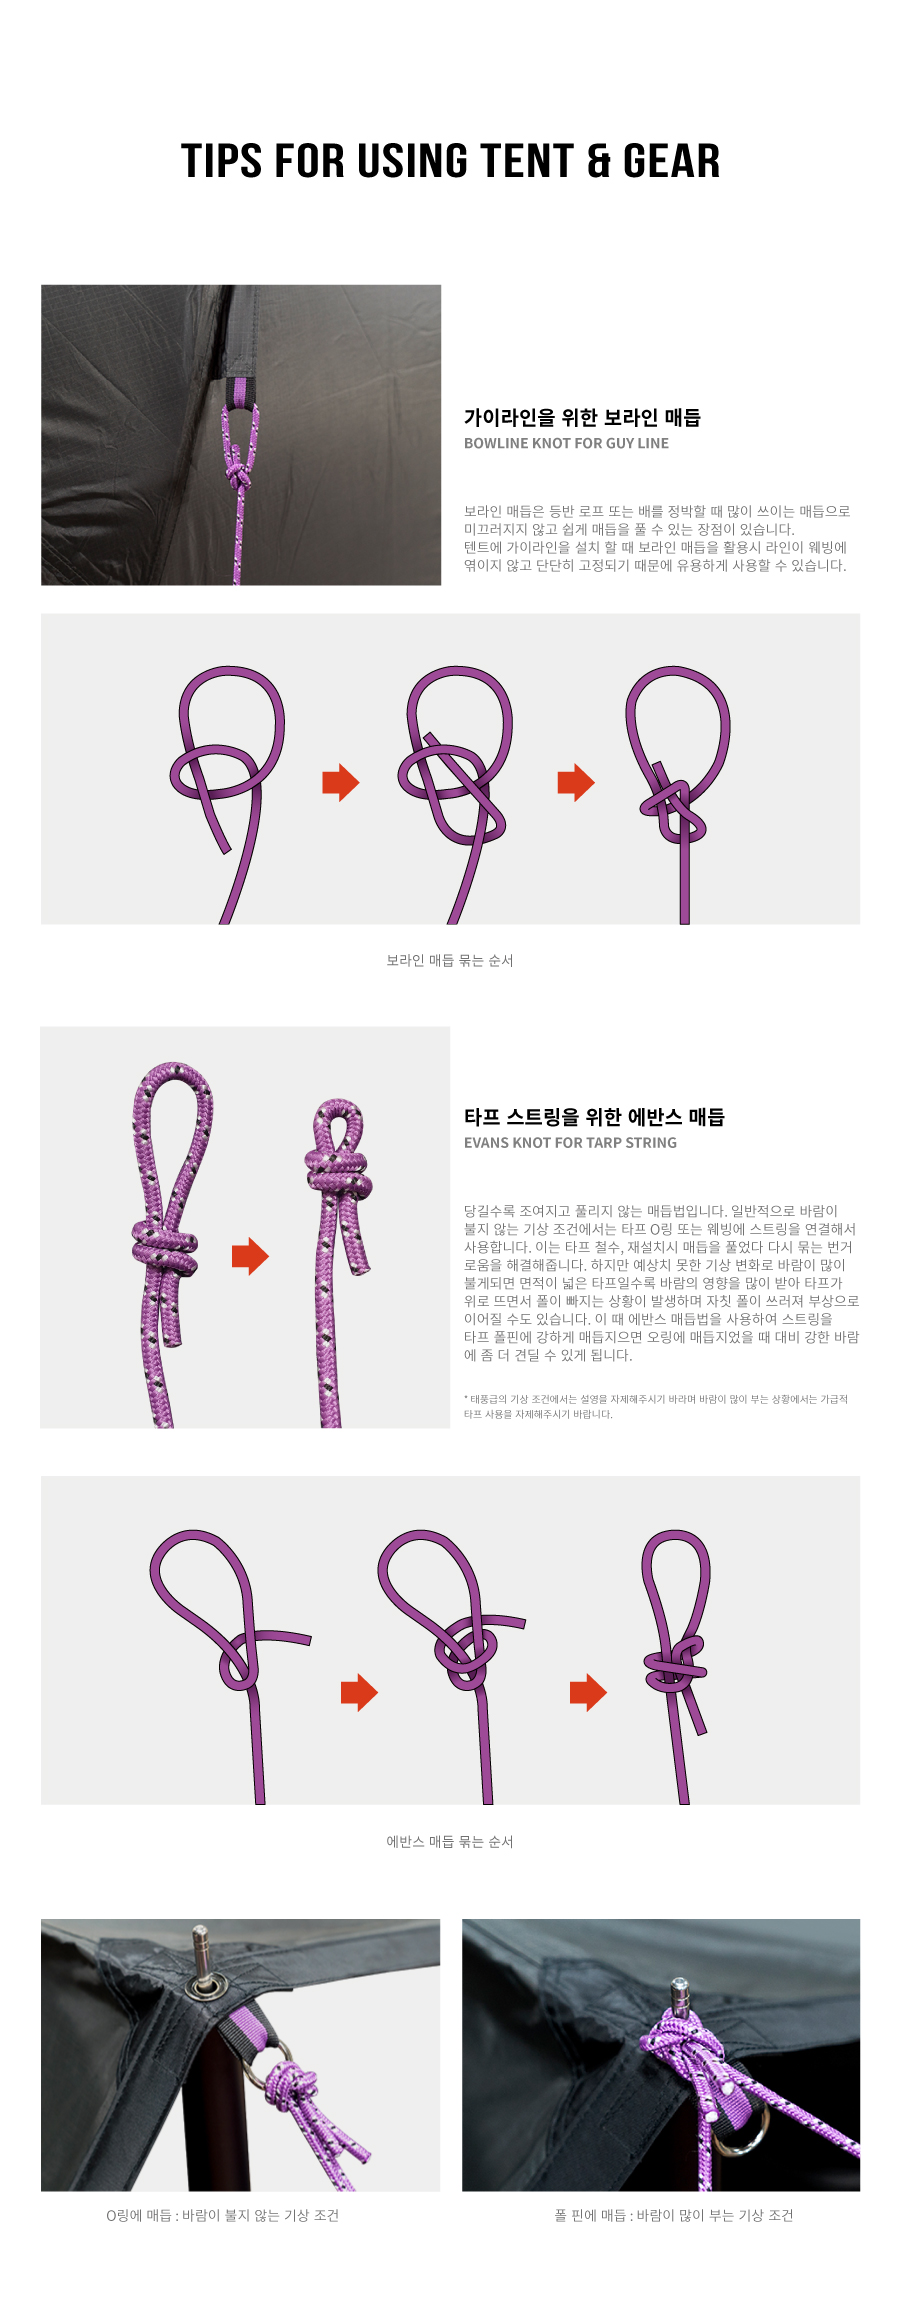 TIPS FOR USING TENT & GEAR
가이라인을 위한 보라인 매듭
BOWLINE KNOT FOR GUY LINE
보라인 매듭은 등반 로프 또는 배를 정박할 때 많이 쓰이는 매듭으로
미끄러지지 않고 쉽게 매듭을 풀 수 있는 장점이 있습니다.
텐트에 가이라인을 설치 할 때 보라인 매듭을 활용시 라인이 웨빙에
엮이지 않고 단단히 고정되기 때문에 유용하게 사용할 수 있습니다.
보라인 매듭 묶는 순서
타프 스트링을 위한 에반스 매듭
EVANS KNOT FOR TARP STRING
당길수록 조여지고 풀리지 않는 매듭법입니다. 일반적으로 바람이
불지 않는 기상 조건에서는 타프 O링 또는 웨빙에 스트링을 연결해서
사용합니다. 이는 타프 철수, 재설치시 매듭을 풀었다 다시 묶는 번거
로움을 해결해줍니다. 하지만 예상치 못한 기상 변화로 바람이 많이
불게되면 면적이 넓은 타프일수록 바람의 영향을 많이 받아 타프가
위로 뜨면서 폴이 빠지는 상황이 발생하며 자칫 폴이 쓰러져 부상으로
이어질 수도 있습니다. 이 때 에반스 매듭법을 사용하여 스트링을
타프 폴핀에 강하게 매듭지으면 오링에 매듭지었을 때 대비 강한 바람
에 좀 더 견딜 수 있게 됩니다.
* 태풍급의 기상 조건에서는 설영을 자제해주시기 바라며 바람이 많이 부는 상황에서는 가급적
타프 사용을 자제해주시기 바랍니다.
에반스 매듭 묶는 순서
O링에 매듭 : 바람이 불지 않는 기상 조건
폴 핀에 매듭 : 바람이 많이 부는 기상 조건